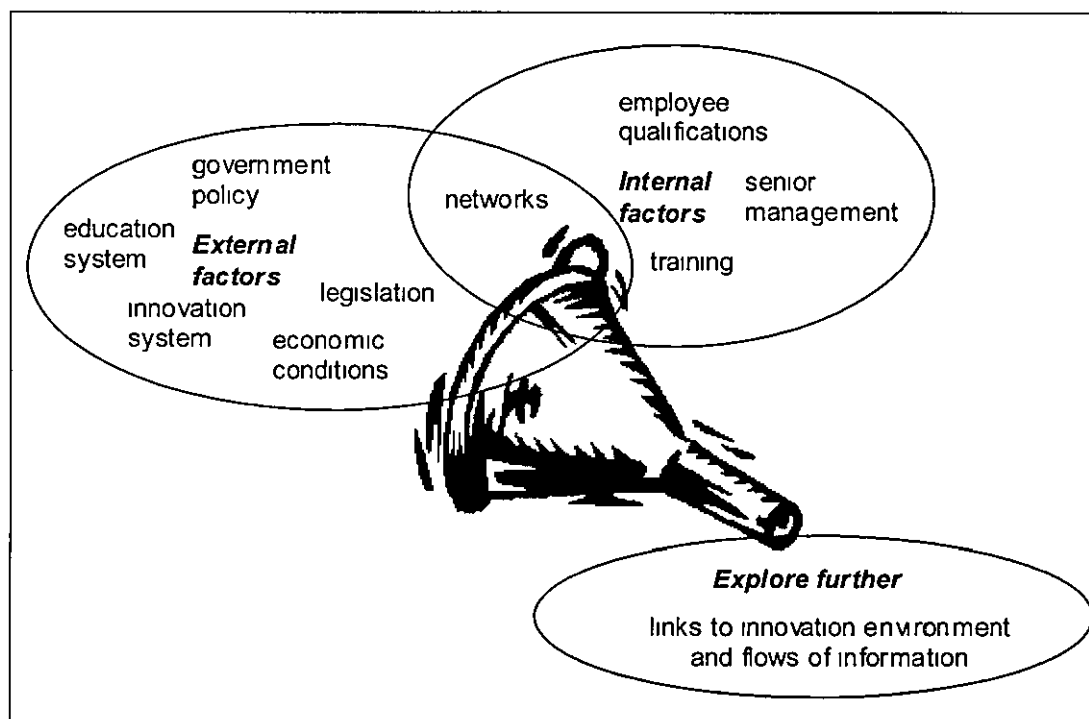 employee
qualifications
government
policy
networks
Internal
factors
senior
management
education
system
External
factors
training
legislation
innovation
system
economic
conditions
Explore further
links to innovation environment
and flows of information